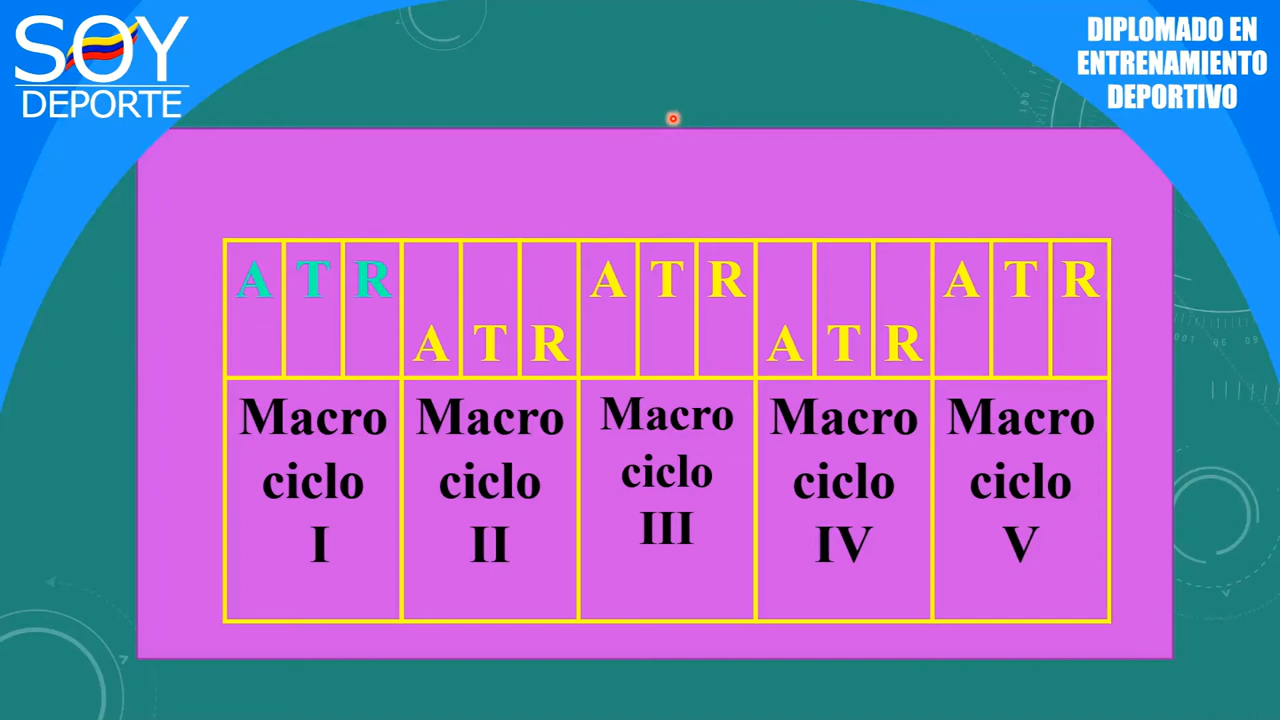 SOY
DEPORTE
DIPLOMADO EN
ENTRENAMIENTO
DEPORTIVO
A T R A T R A T R
A T R A T R
Macro Macro Macro Macro Macro
ciclo ciclo ciclo ciclo ciclo
I II III IV V